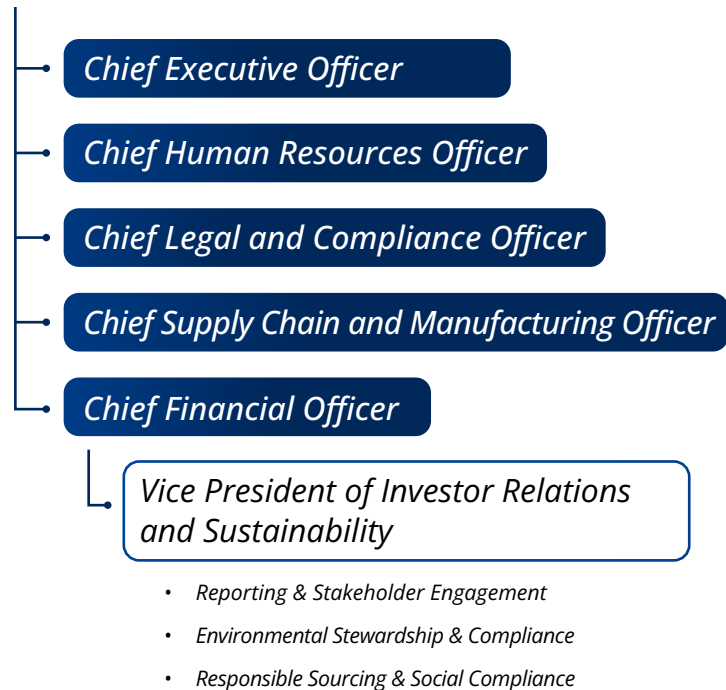 Chief Executive Officer
Chief Human Resources Officer
Chief Legal and Compliance Officer
Chief Supply Chain and Manufacturing Officer
Chief Financial Officer
Vice President of Investor Relations
and Sustainability
• Reporting & Stakeholder Engagement
• Environmental Stewardship & Compliance
• Responsible Sourcing & Social Compliance